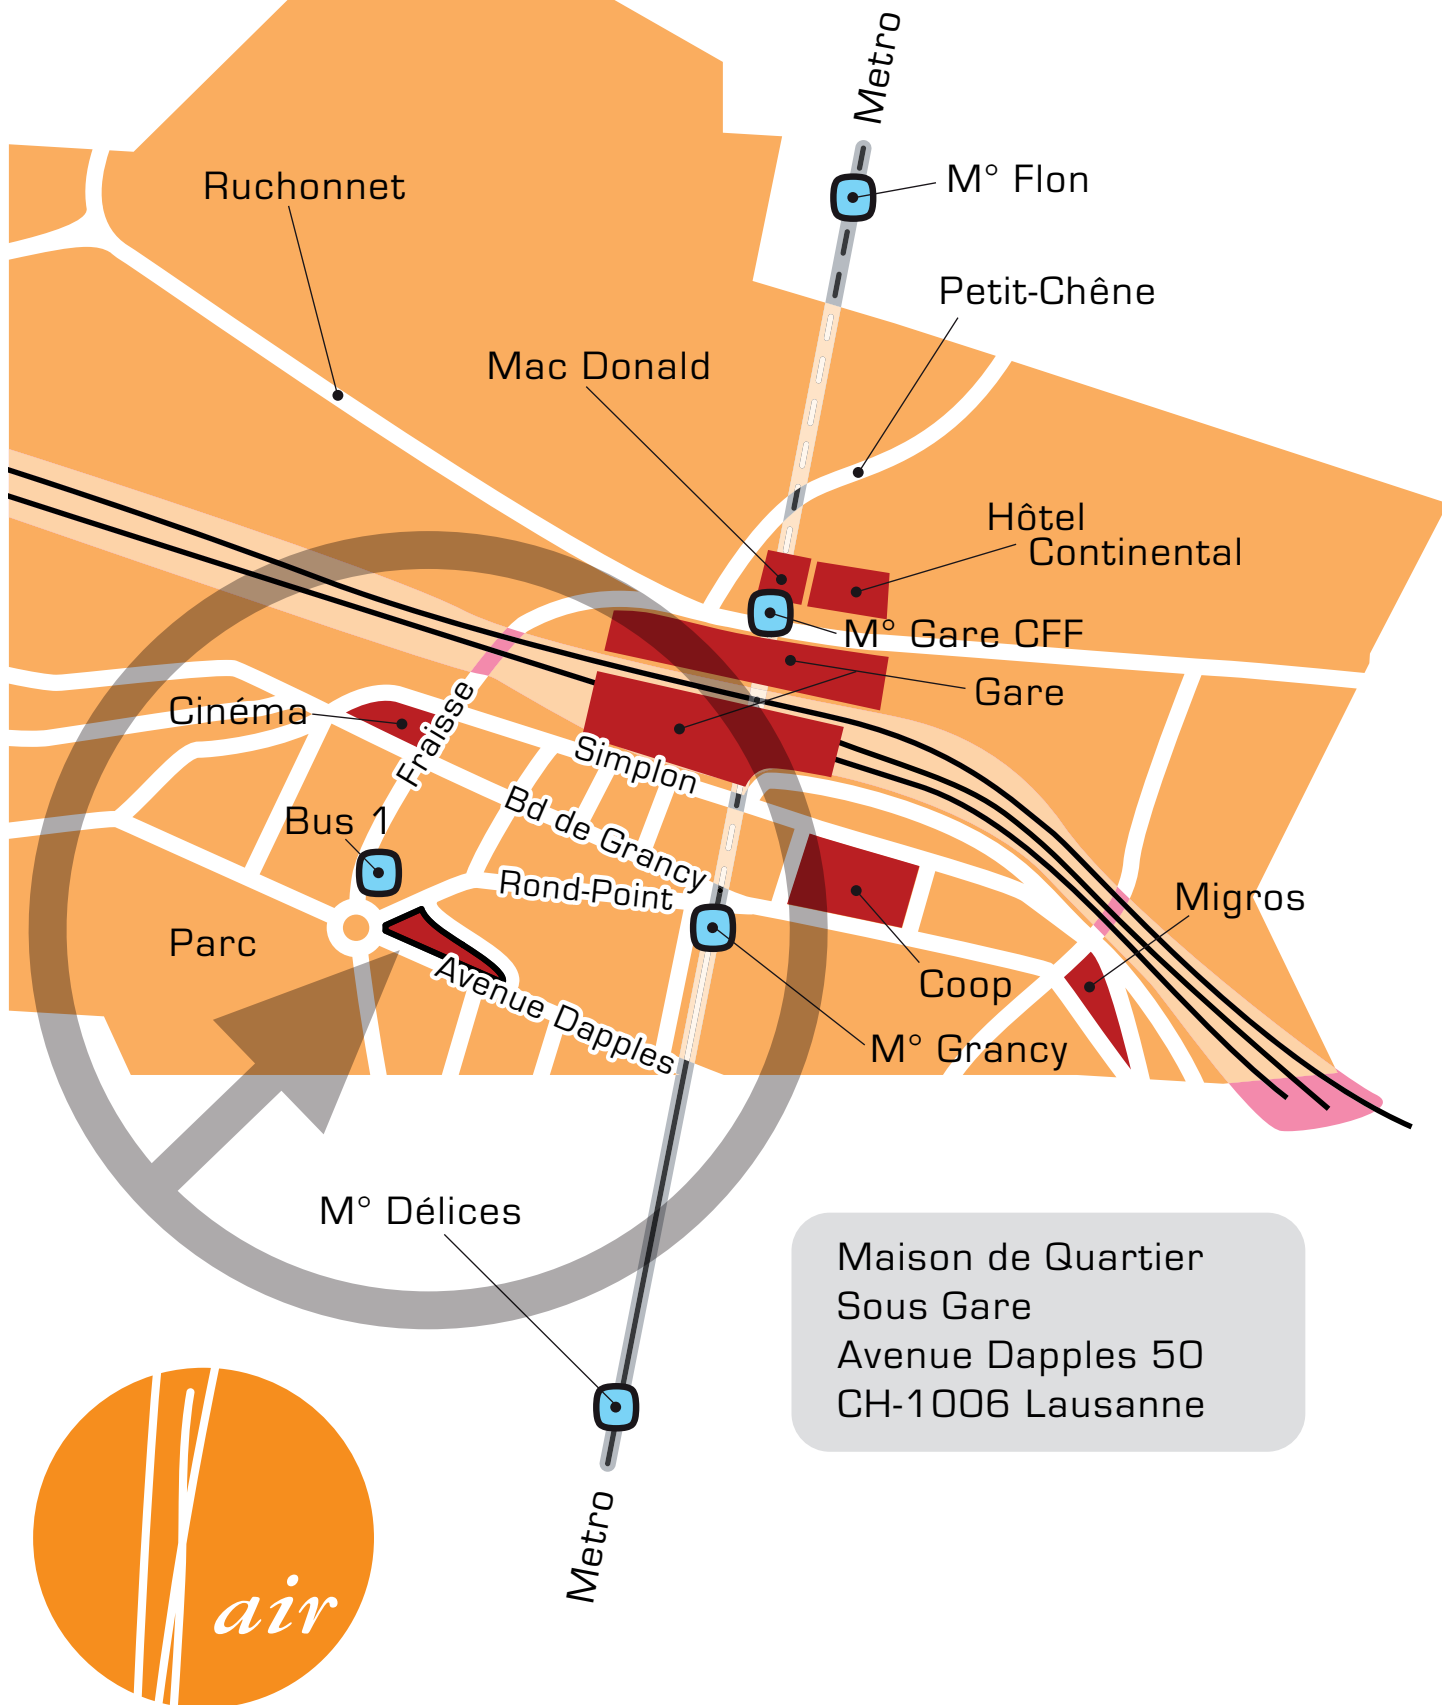 Metro
M° Flon
Ruchonnet
Petit-Chêne
Mac Donald
Hôtel
Continental
M° Gare CFF
Gare
Cinéma
Fraisse
Simplon
Bd de Grancy
Bus 1
Rond-Point
Migros
Parc
Avenue Dapples
Coop
M° Grancy
M° Délices
Maison de Quartier
Sous Gare
Avenue Dapples 50
CH-1006 Lausanne
Metro
air